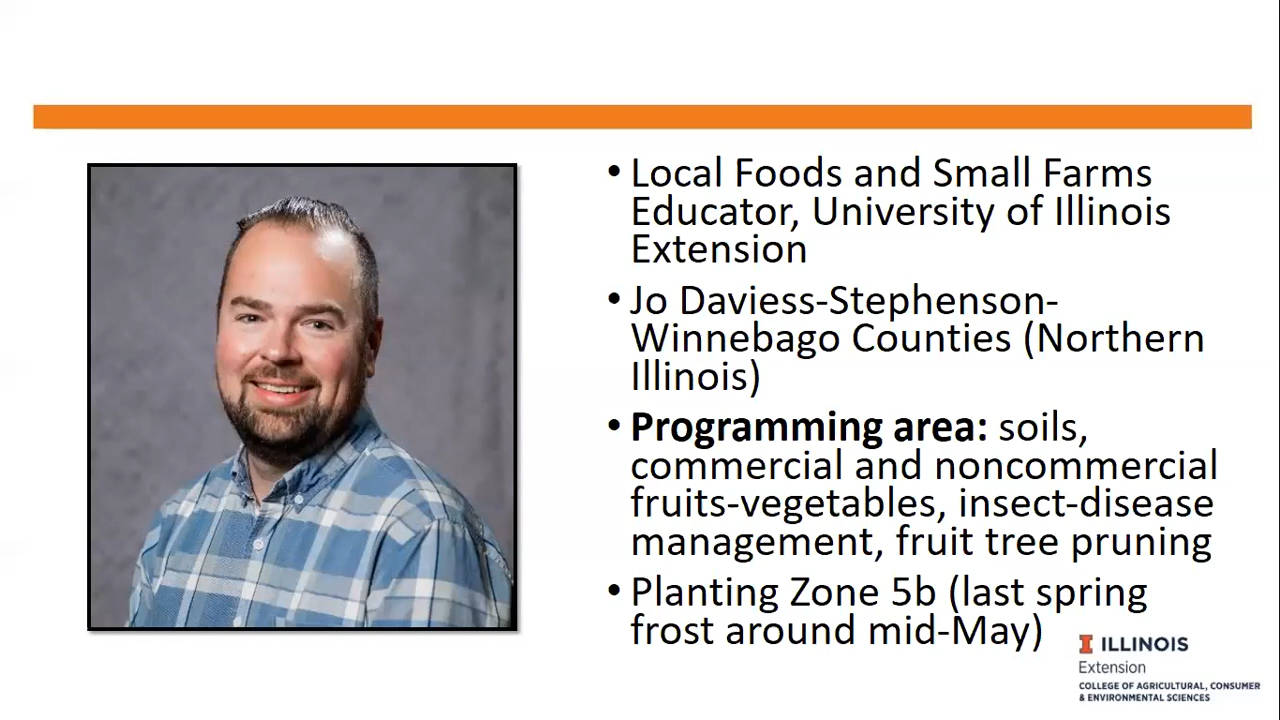 • Local Foods and Small Farms
Educator, University of Illinois
Extension
• Jo Daviess-Stephenson-
Winnebago Counties (Northern
Illinois)
• Programming area: soils,
commercial and noncommercial
fruits-vegetables, insect-disease
management, fruit tree pruning
• Planting Zone 5b (last spring
frost around mid-May)
I ILLINOIS
Extension
COLLEGE OF AGRICULTURAL, CONSUMER
& ENVIRONMENTAL SCIENCES